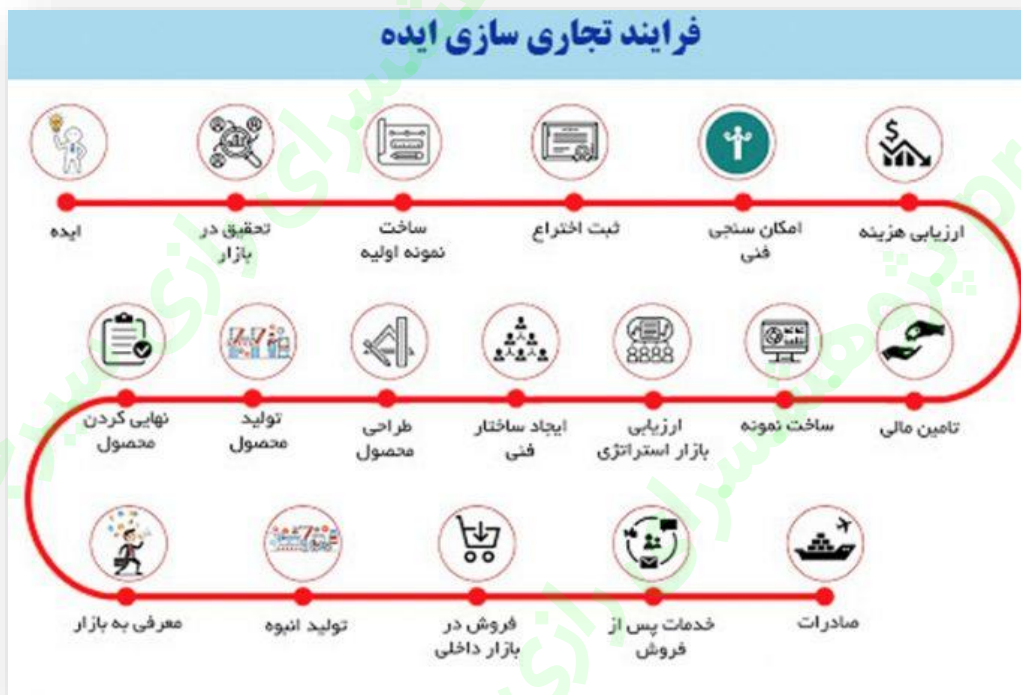 فرایند تجاری سازی ایده
ایده
تحقیق در
بازار
ساخت
نمونه اولیه
ثبت اختراع
امکان سنجی
فنی
ارزیابی هزینه
تامین مالی
ساخت نمونه
ارزیابی
بازار استراتژی
ایجاد ساختار
فنی
طراحی
محصول
تولید
محصول
نهایی کردن
محصول
معرفی به بازار
تولید انبوه
فروش در
بازار داخلی
خدمات پس از
فروش
صادرات
پژوهشسرای رازی